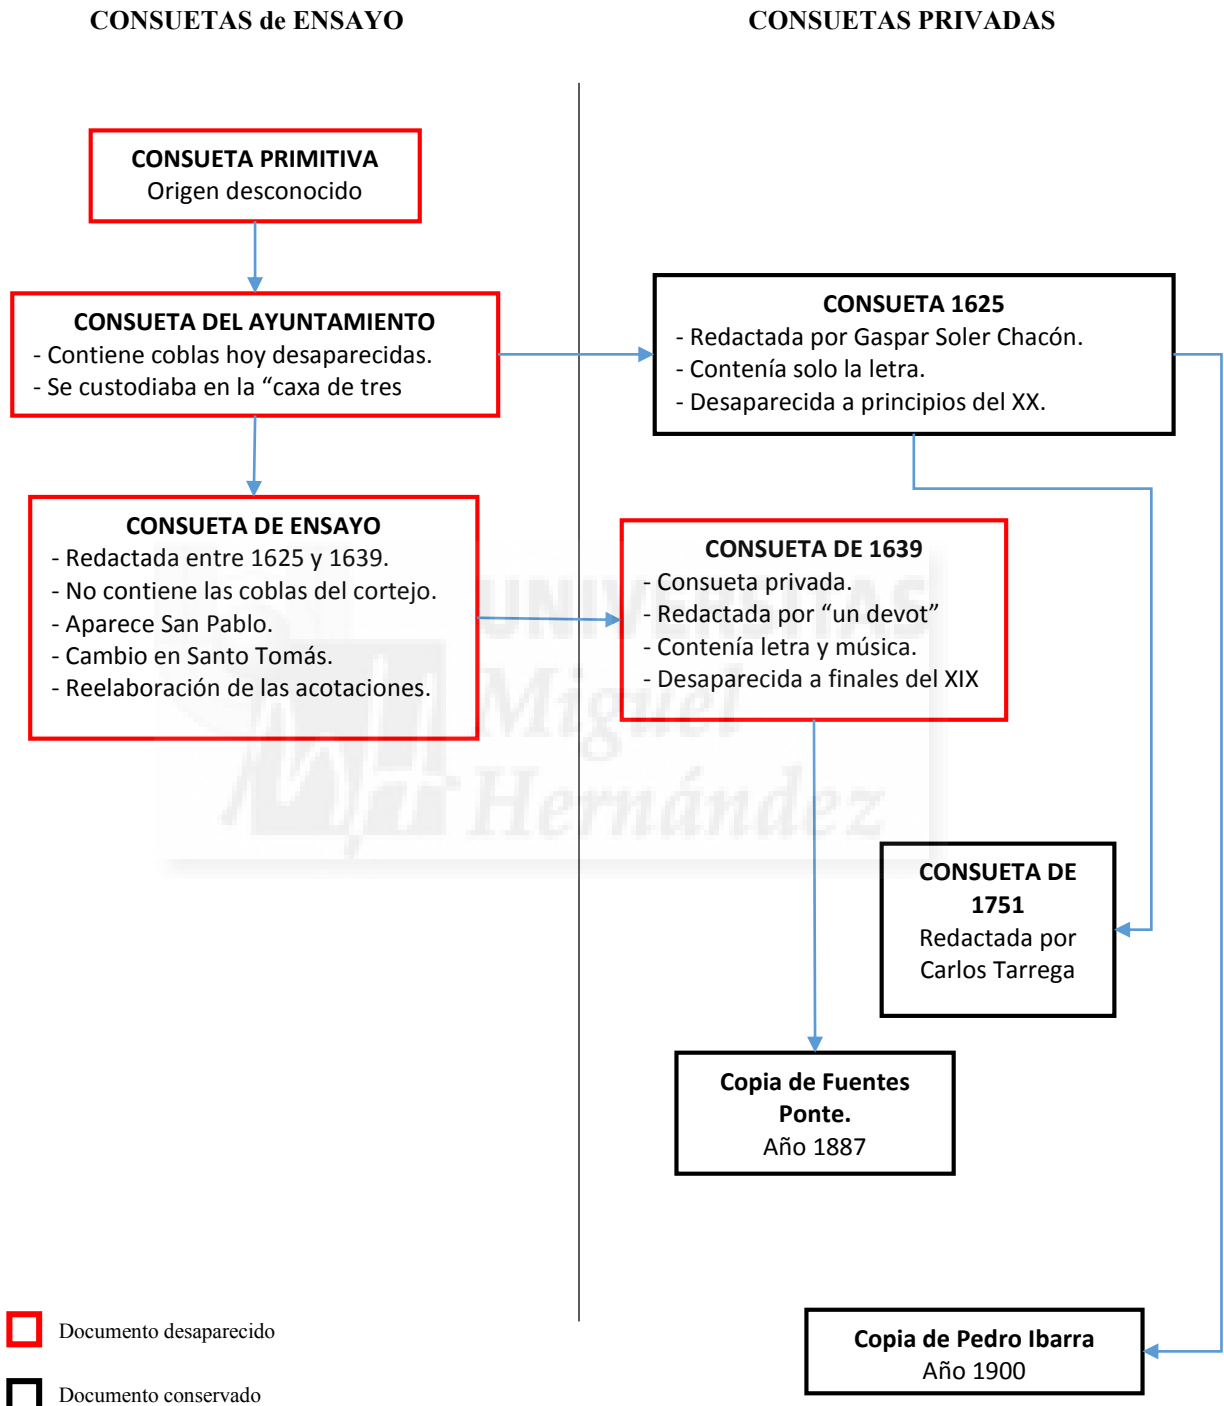 CONSUETAS de ENSAYO
CONSUETAS PRIVADAS
CONSUETA PRIMITIVA
Origen desconocido
CONSUETA DEL AYUNTAMIENTO
- Contiene coblas hoy desaparecidas.
- Se custodiaba en la “caxa de tres
CONSUETA 1625
- Redactada por Gaspar Soler Chacón.
- Contenía solo la letra.
- Desaparecida a principios del XX.
CONSUETA DE ENSAYO
- Redactada entre 1625 y 1639.
- No contiene las coblas del cortejo.
- Aparece San Pablo.
- Cambio en Santo Tomás.
- Reelaboración de las acotaciones.
CONSUETA DE 1639
- Consueta privada.
- Redactada por “un devot”
- Contenía letra y música.
- Desaparecida a finales del XIX
UNIVERSITAS
Miguel
Hernández
CONSUETA DE
1751
Redactada por
Carlos Tarrega
Copia de Fuentes
Ponte.
Año 1887
Copia de Pedro Ibarra
Año 1900
Documento desaparecido
Documento conservado